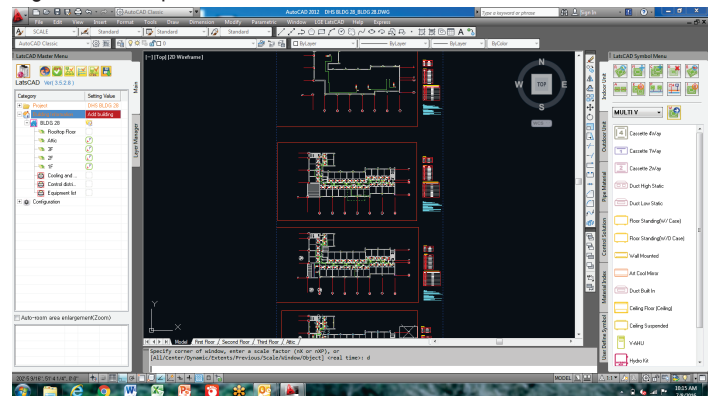 AutoCAD Classic
AutoCAD 2012 DHS BLDG 28_BLDG 28.DWG
Type a keyword or phrase
Sign In
File Edit View Insert Format Tools Draw Dimension Modify Parametric Window LGE LatsCAD Help Express
SCALE
Standard
Standard
Standard
AutoCAD Classic
0
ByLayer
ByLayer
ByLayer
ByColor
LatsCAD Master Menu
LatsCAD
Category
Setting Value
Project
DHS BLDG 28
Add building
BLDG 28
Rooftop Floor
Attic
3F
2F
1F
Cooling and ...
Control distri...
Equipment list
Configuration
Auto-room area enlargement(Zoom)
Main
Layer Manager
[-][Top][2D Wireframe]
N
W
TOP
E
S
WCS
Y
X
Model
First Floor
Second Floor
Third Floor
Attic
Specify corner of window, enter a scale factor (nX or nXP), or
[All/Center/Dynamic/Extents/Previous/Scale/Window/Object] <real time>: d
LatsCAD Symbol Menu
Indoor Unit
Outdoor Unit
Pipe Material
Control Solution
Material Index
User Define Symbol
MULTI V
Cassette 4Way
Cassette 1Way
Cassette 2Way
Duct High Static
Duct Low Static
Floor Standing(W/ Case)
Floor Standing(W/O Case)
Wall Mounted
Art Cool Mirror
Duct Built In
Ceiling Floor (Ceiling)
Ceiling Suspended
V-AHU
Hydro Kit
MODEL
10:15 AM